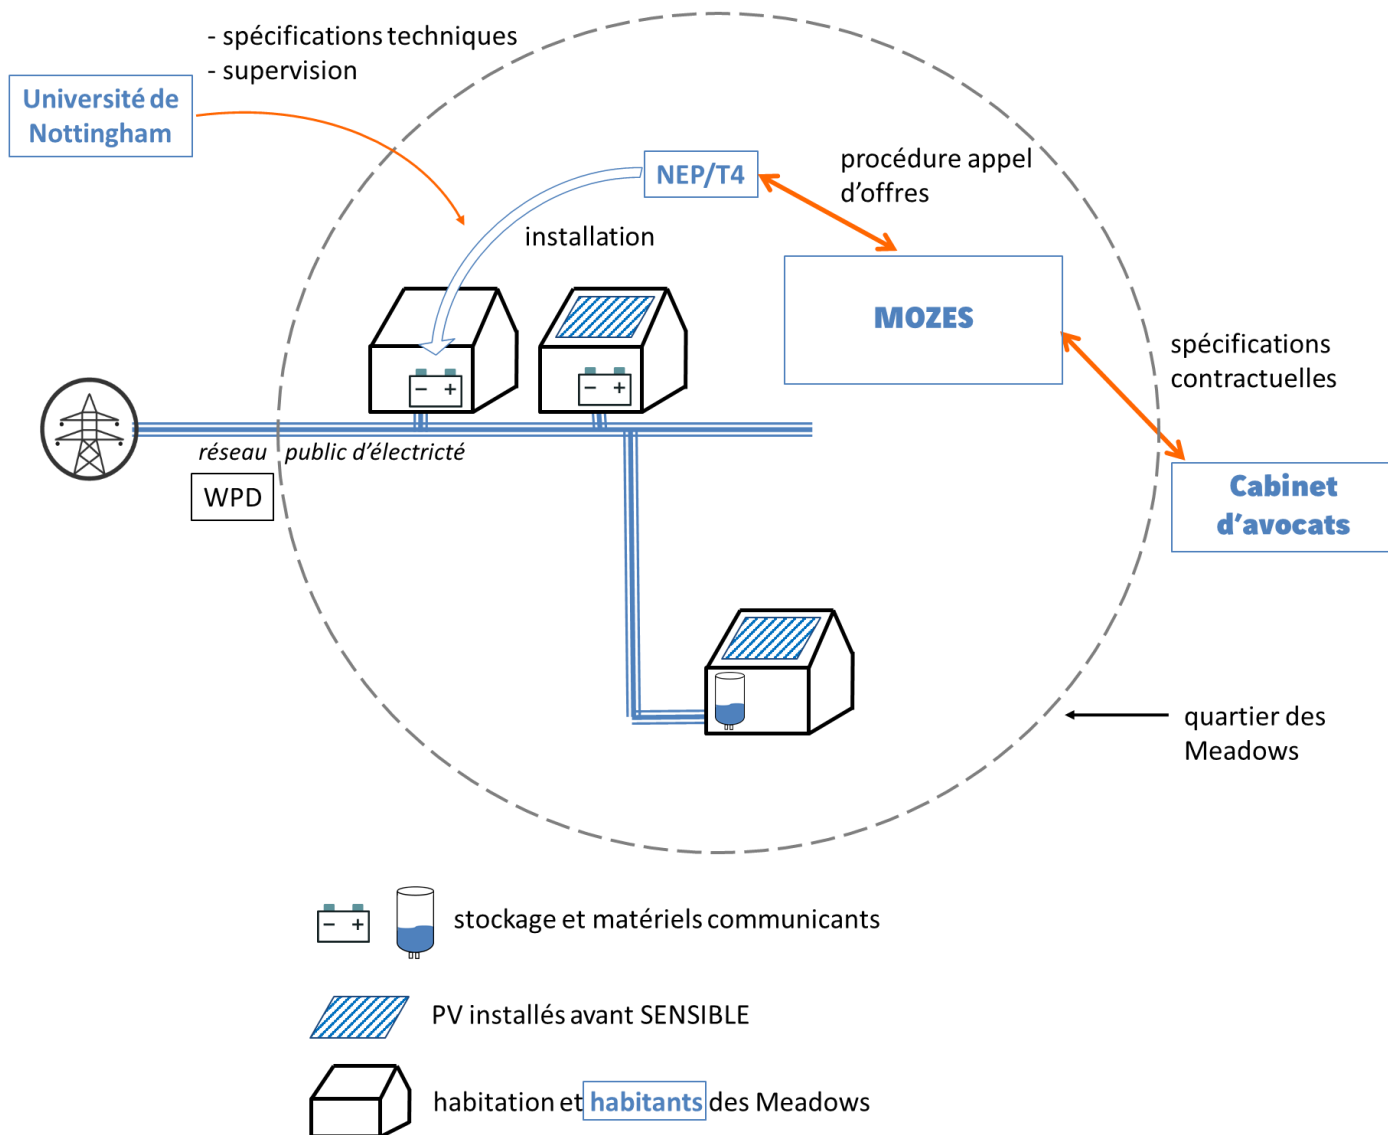 - spécifications techniques
- supervision
Université de
Nottingham
NEP/T4
procédure appel
d'offres
installation
MOZES
spécifications
contractuelles
réseau public d'électricté
WPD
Cabinet
d'avocats
quartier des
Meadows
stockage et matériels communicants
PV installés avant SENSIBLE
habitation et habitants des Meadows